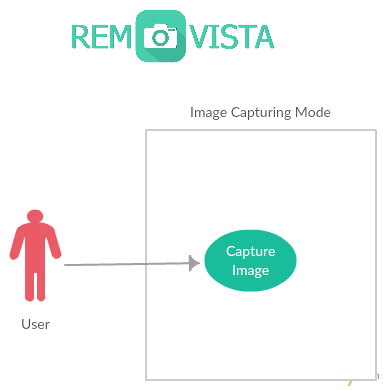 REM VISTA
Image Capturing Mode
Capture
Image
User